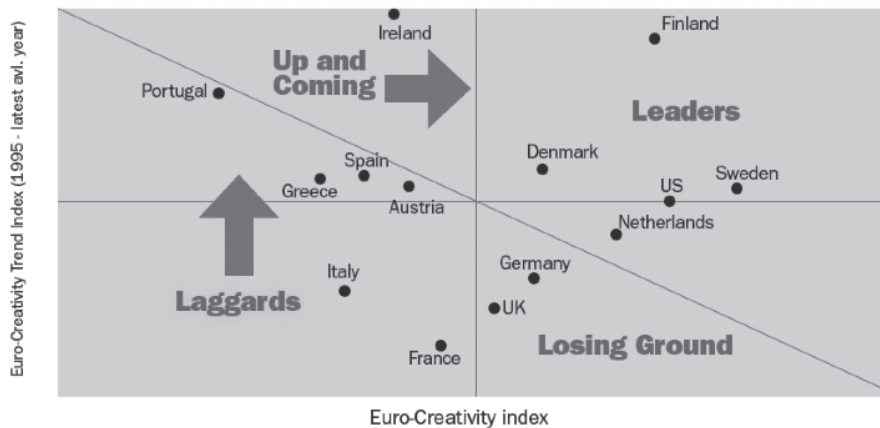 Euro-Creativity Trend Index (1995 - latest avl. year)
Ireland
Finland
Up and
Coming
Portugal
Leaders
Denmark
Spain
Sweden
US
Greece
Austria
Netherlands
Germany
Italy
Laggards
UK
Losing Ground
France
Euro-Creativity index